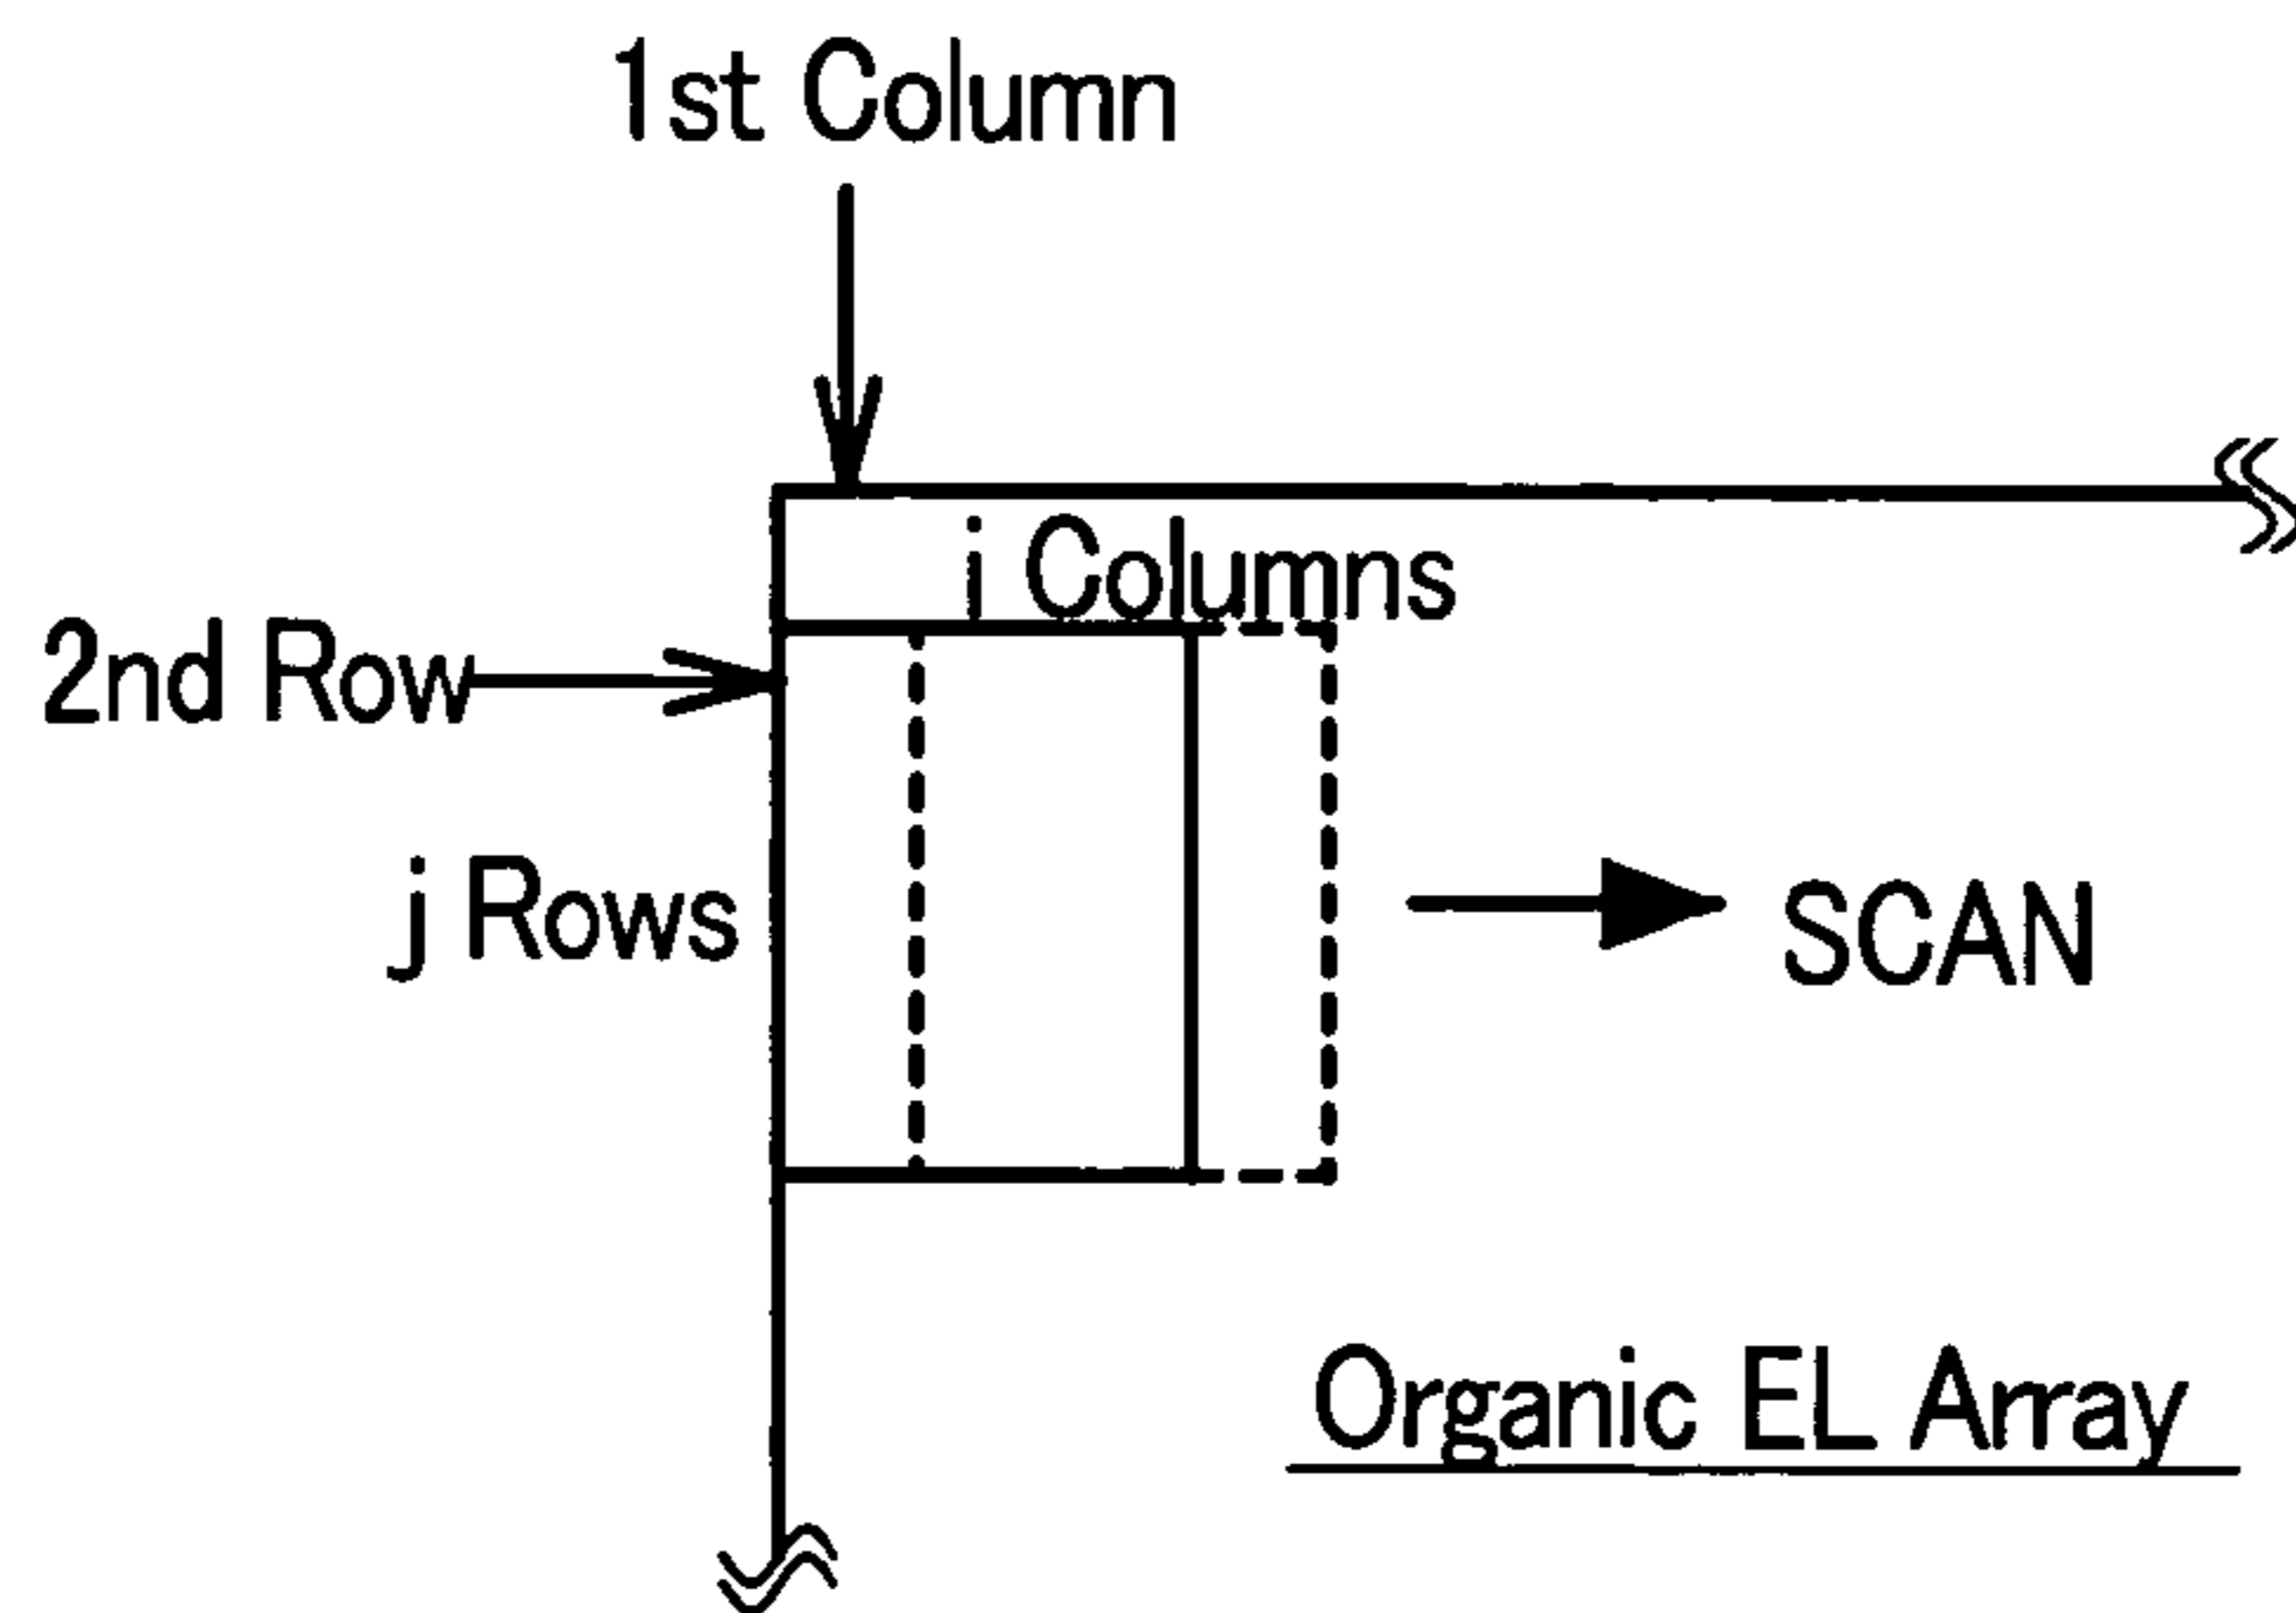 1st Column
i Columns
2nd Row
j Rows
SCAN
Organic EL Array